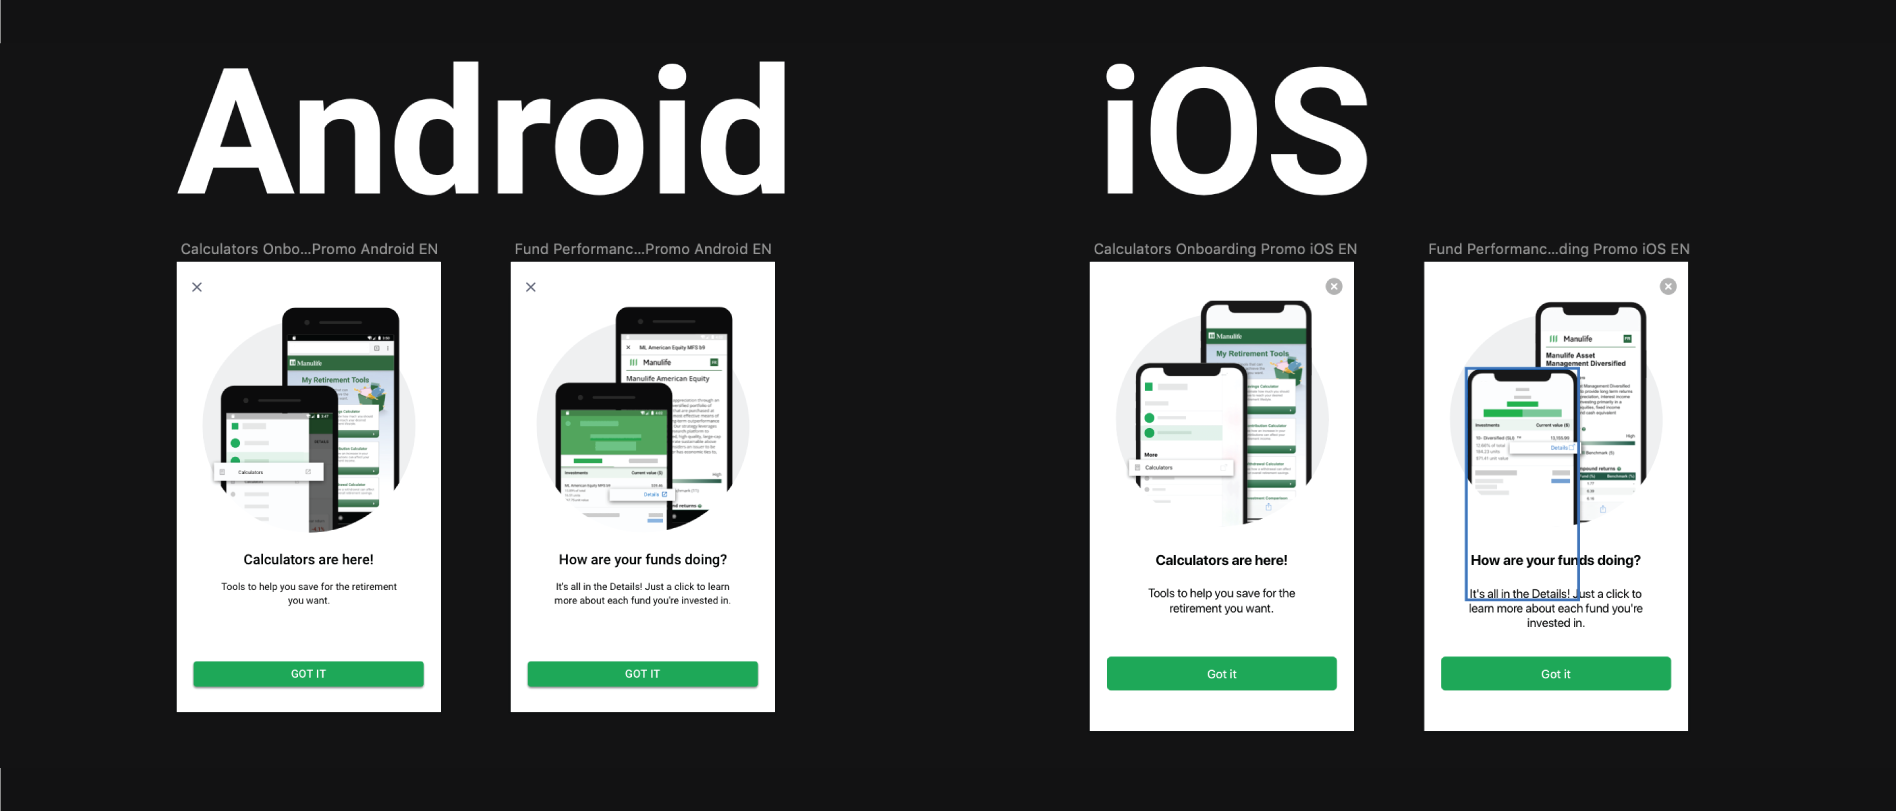 Android
iOS
Calculators Onbo...Promo Android EN
Fund Performanc...Promo Android EN
Calculators Onboarding Promo iOS EN
Fund Performanc...ding Promo iOS EN
Manulife
My Retirement Tools
Calculators
Calculators are here!
Tools to help you save for the retirement
you want.
GOT IT
ML American Equity MFS
Manulife
Manulife American Equity
Investments
Current value ($)
Details
High
How are your funds doing?
It's all in the Details! Just a click to learn
more about each fund you're invested in.
GOT IT
Manulife
My Retirement Tools
More
Calculators
Calculators are here!
Tools to help you save for the
retirement you want.
Got it
Manulife
Manulife Asset
Management Diversified
Investments
Current value ($)
Details
High
How are your funds doing?
It's all in the Details! Just a click to
learn more about each fund you're
invested in.
Got it